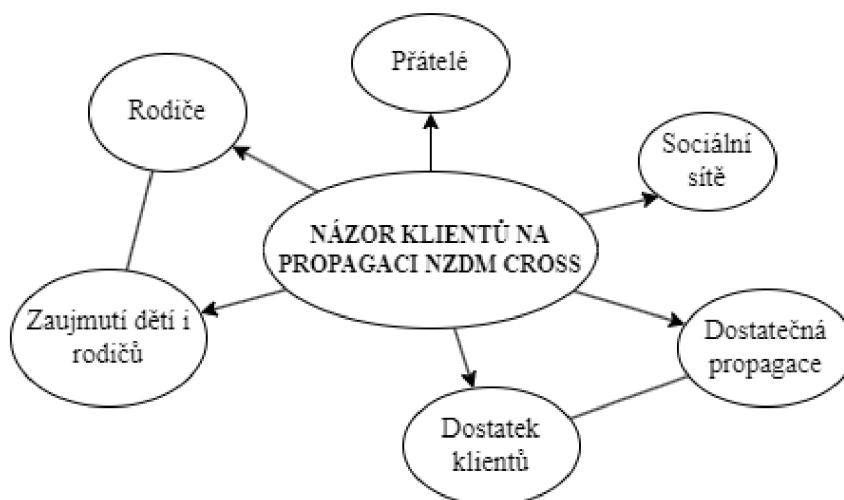 Přátelé
Rodiče
Sociální
sítě
NÁZOR KLIENTŮ NA
PROPAGACI NZDM CROSS
Zaujmutí dětí i
rodičů
Dostatečná
propagace
Dostatek
klientů